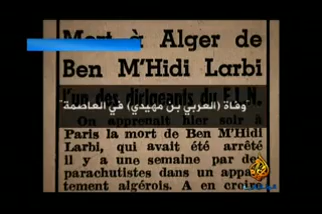 Mort à Alger de
Ben M'Hidi Larbi
l'un des dirigeants du F.L.N.
"وفاة (العربي بن مهيدي) في العاصمة"
On apprenait hier soir à
Paris la mort de Ben M'Hidi
Larbi, qui avait été arrêté
il y a une semaine par de
parachutistes dans un appa
tement algérois. A en cro